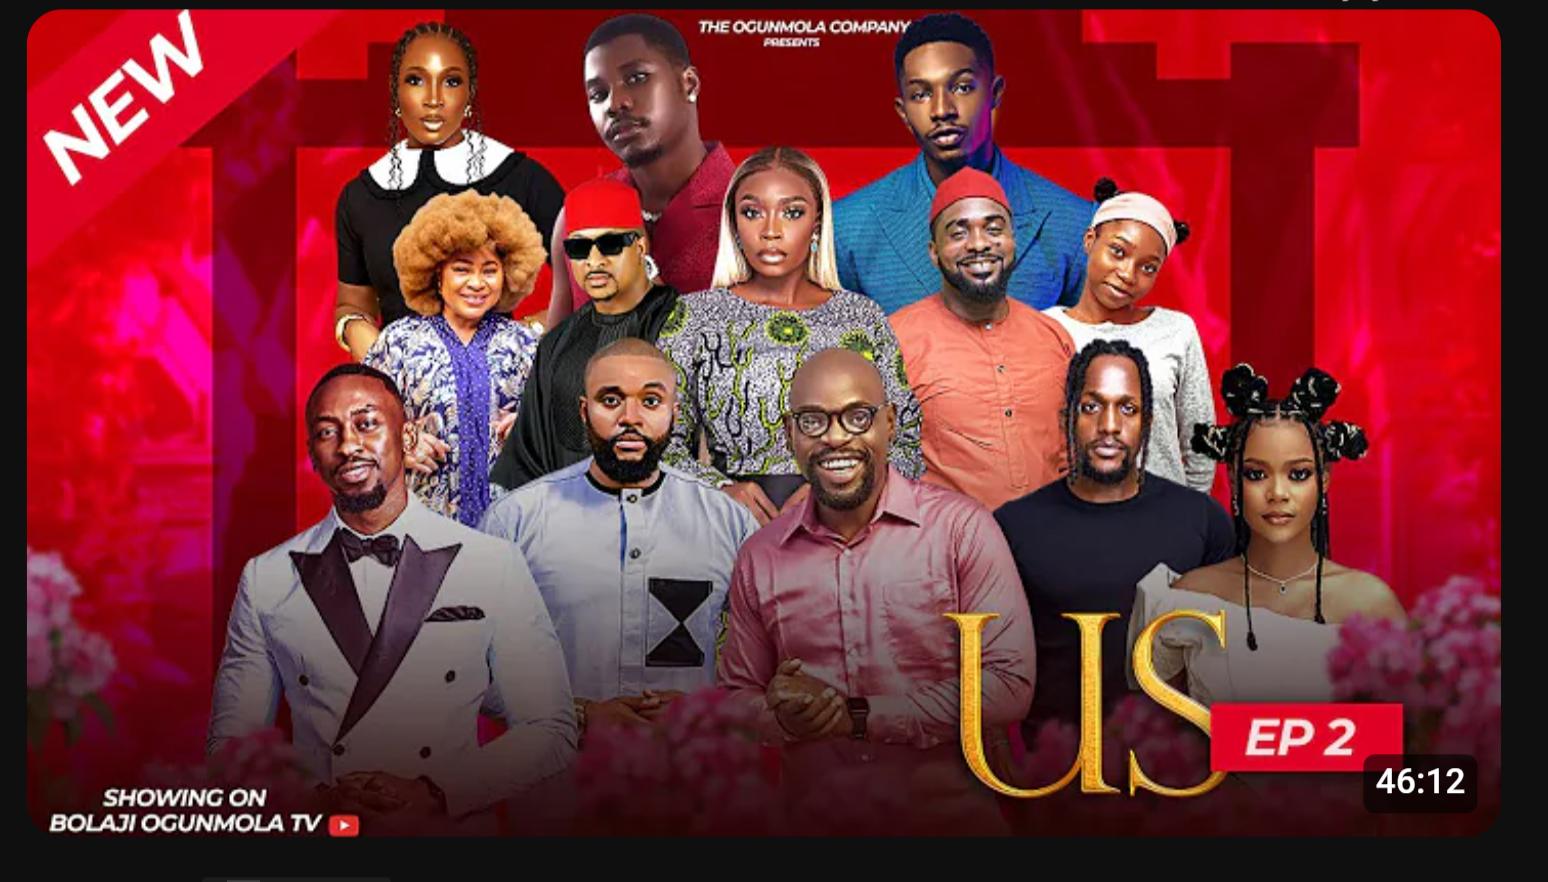 NEW
THE OGUNMOLA COMPANY
PRESENTS
US
EP 2
46:12
SHOWING ON
BOLAJI OGUNMOLA TV